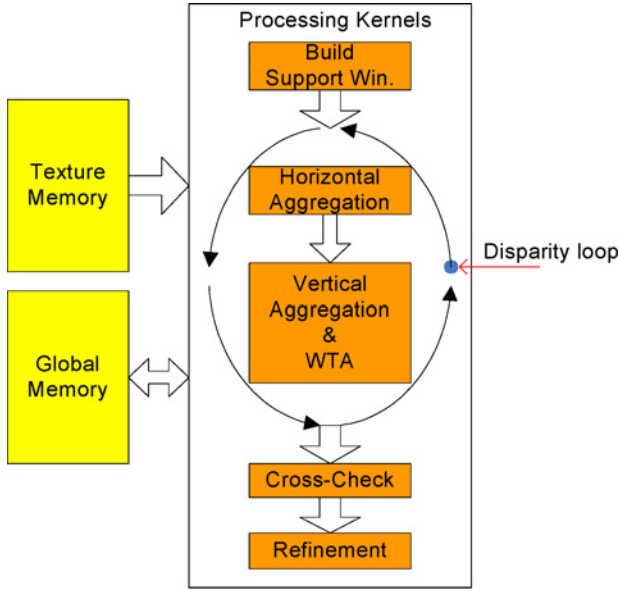 Processing Kernels
Build
Support Win.
Texture
Memory
Horizontal
Aggregation
Disparity loop
Vertical
Aggregation
&
WTA
Global
Memory
Cross-Check
Refinement